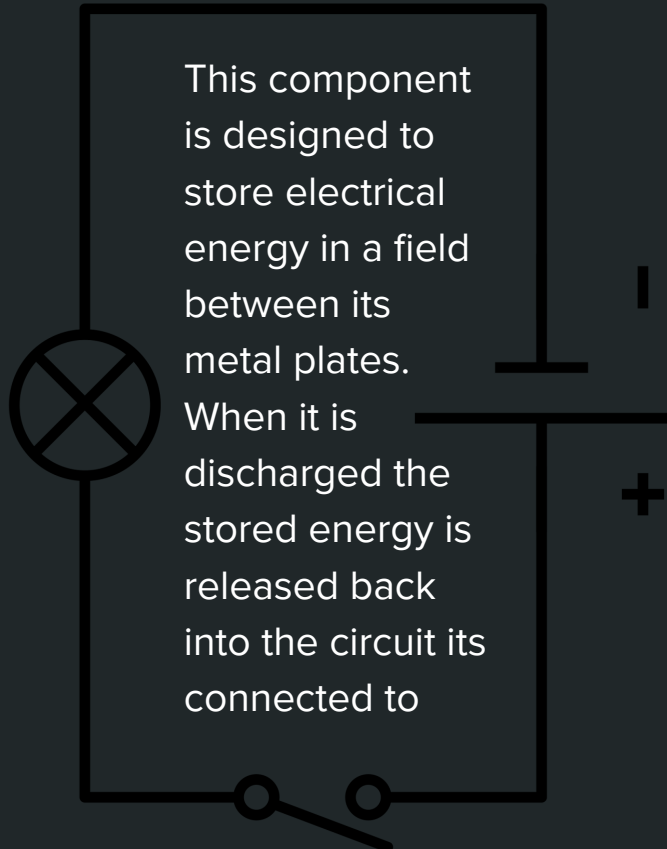 This component
is designed to
store electrical
energy in a field
between its
metal plates.
When it is
discharged the
stored energy is
released back
into the circuit its
connected to
-
+